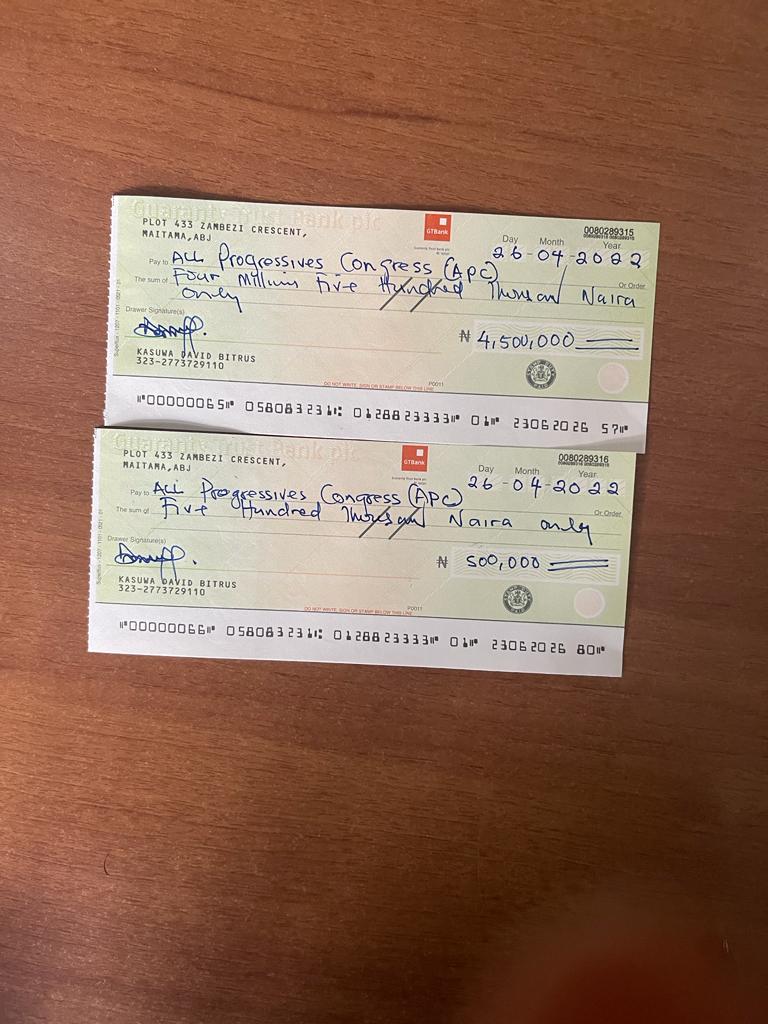 Guaranty Trust Bank plc
PLOT 433 ZAMBEZI CRESCENT,
MAITAMA,ABJ
GTBank
Day Month Year
26-04-2022
0080289315
Pay to ALL Progressives Congress (APC)
Or Order
The sum of Four Million Five Hundred Thousand Naira
only
Drawer Signature(s)
₦ 4,500,000
KASUWA DAVID BITRUS
323-2773729110
DO NOT WRITE, SIGN OR STAMP BELOW THIS LINE
P0011
⑈00000065⑈ 058083231⑆ 0128823333⑈ 01⑈ 23062026 57⑈
Guaranty Trust Bank plc
PLOT 433 ZAMBEZI CRESCENT,
MAITAMA,ABJ
GTBank
Day Month Year
26-04-2022
0080289316
Pay to ALL Progressives Congress (APC)
Or Order
The sum of Five Hundred Thousand Naira only
Drawer Signature(s)
₦ 500,000
KASUWA DAVID BITRUS
323-2773729110
DO NOT WRITE, SIGN OR STAMP BELOW THIS LINE
P0011
⑈00000066⑈ 058083231⑆ 0128823333⑈ 01⑈ 23062026 80⑈